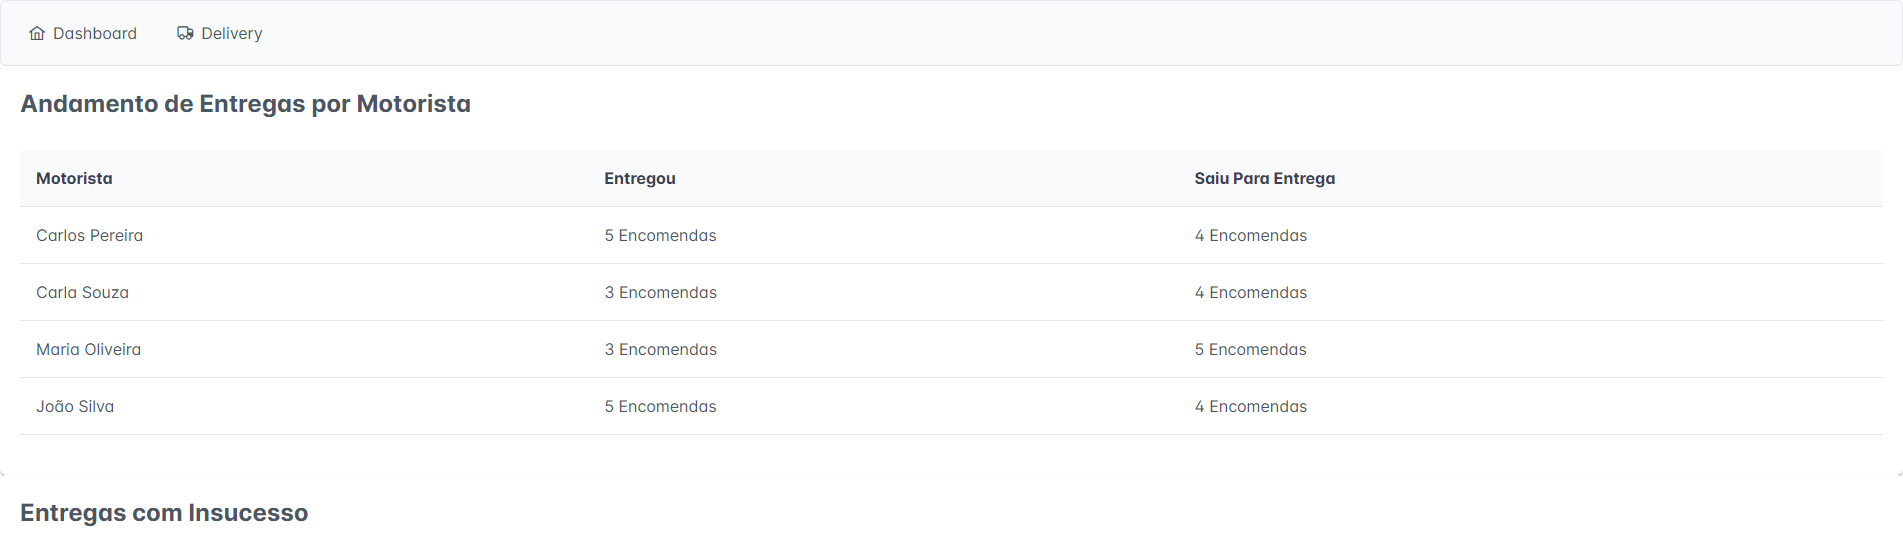 Dashboard Delivery
Andamento de Entregas por Motorista
Motorista Entregou Saiu Para Entrega
Carlos Pereira 5 Encomendas 4 Encomendas
Carla Souza 3 Encomendas 4 Encomendas
Maria Oliveira 3 Encomendas 5 Encomendas
João Silva 5 Encomendas 4 Encomendas
Entregas com Insucesso